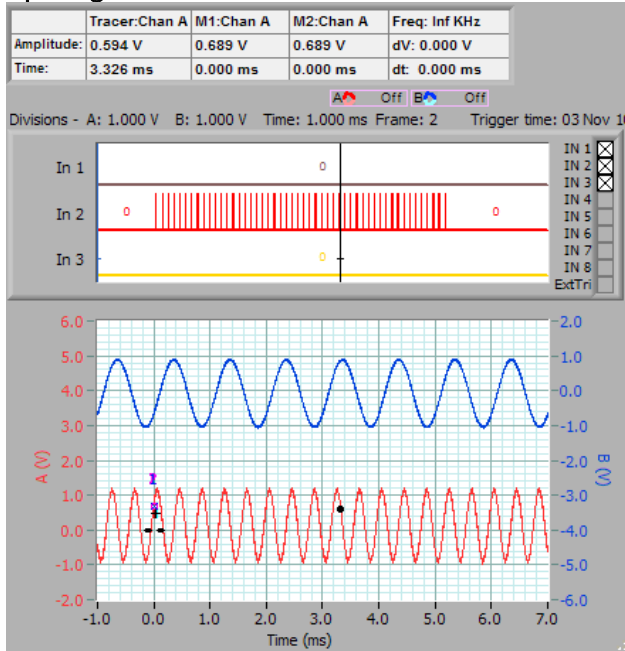 Tracer:Chan A M1:Chan A M2:Chan A Freq: Inf KHz
Amplitude: 0.594 V 0.689 V 0.689 V dV: 0.000 V
Time: 3.326 ms 0.000 ms 0.000 ms dt: 0.000 ms
A Off B Off
Divisions - A: 1.000 V B: 1.000 V Time: 1.000 ms Frame: 2 Trigger time: 03 Nov
In 1 0 IN 1
IN 2
IN 3
In 2 0 0 IN 4
IN 5
IN 6
In 3 0 IN 7
IN 8
ExtTri
6.0 2.0
5.0 1.0
4.0 0.0
3.0 -1.0
2.0 -2.0
1.0 -3.0
0.0 -4.0
-1.0 -5.0
-2.0 -6.0
A (V) B (V)
-1.0 0.0 1.0 2.0 3.0 4.0 5.0 6.0 7.0
Time (ms)